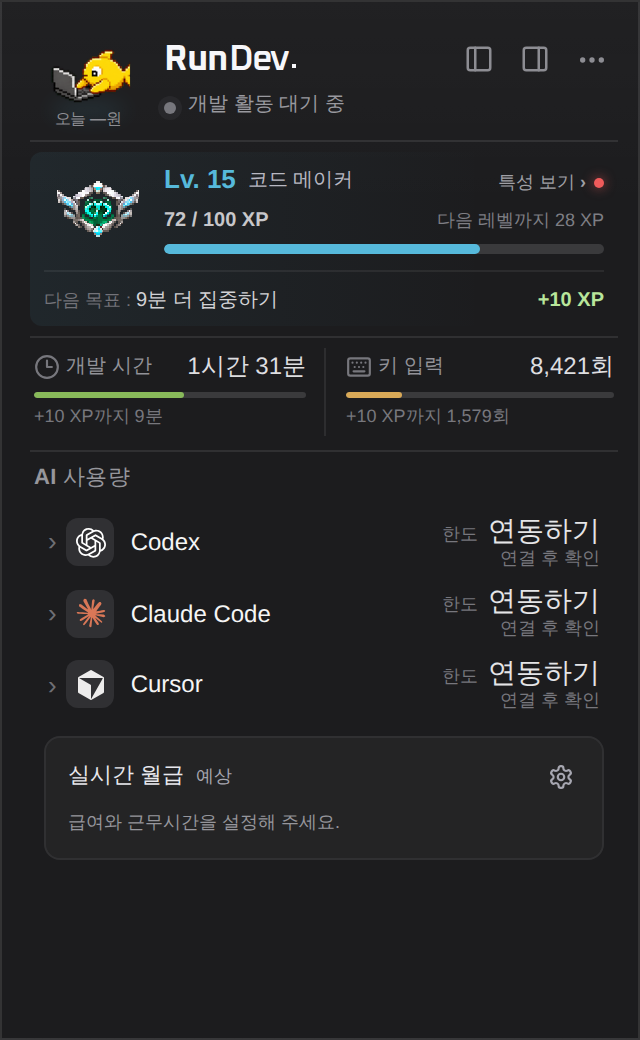 RunDev.
개발 활동 대기 중
오늘 —원
Lv. 15 코드 메이커
특성 보기 ›
72 / 100 XP
다음 레벨까지 28 XP
다음 목표 : 9분 더 집중하기
+10 XP
개발 시간 1시간 31분
+10 XP까지 9분
키 입력 8,421회
+10 XP까지 1,579회
AI 사용량
Codex
한도 연동하기
연결 후 확인
Claude Code
한도 연동하기
연결 후 확인
Cursor
한도 연동하기
연결 후 확인
실시간 월급 예상
급여와 근무시간을 설정해 주세요.